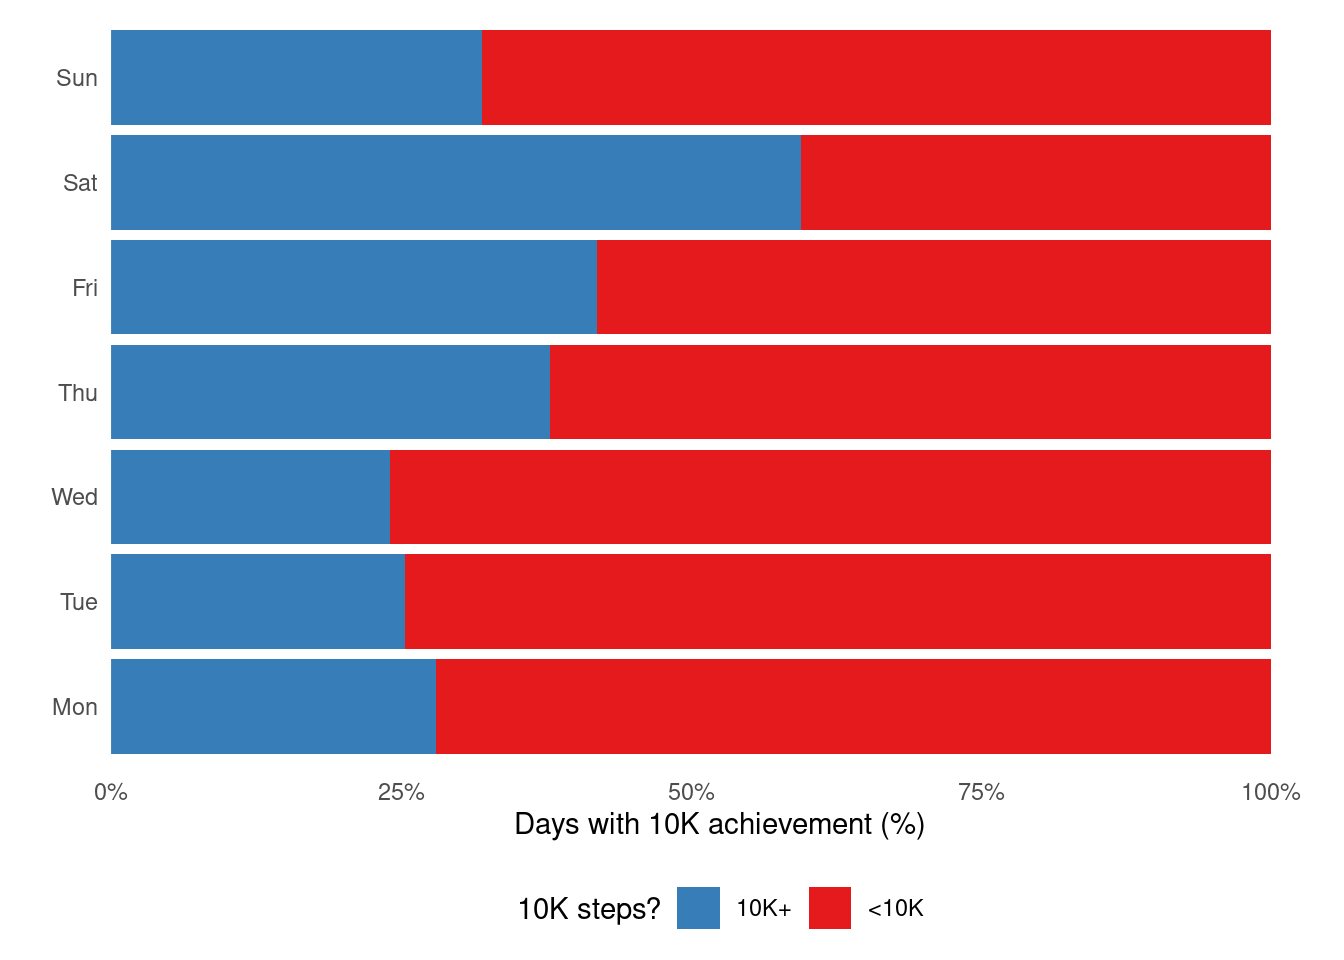 Sun
Sat
Fri
Thu
Wed
Tue
Mon
0% 25% 50% 75% 100%
Days with 10K achievement (%)
10K steps? 10K+ <10K